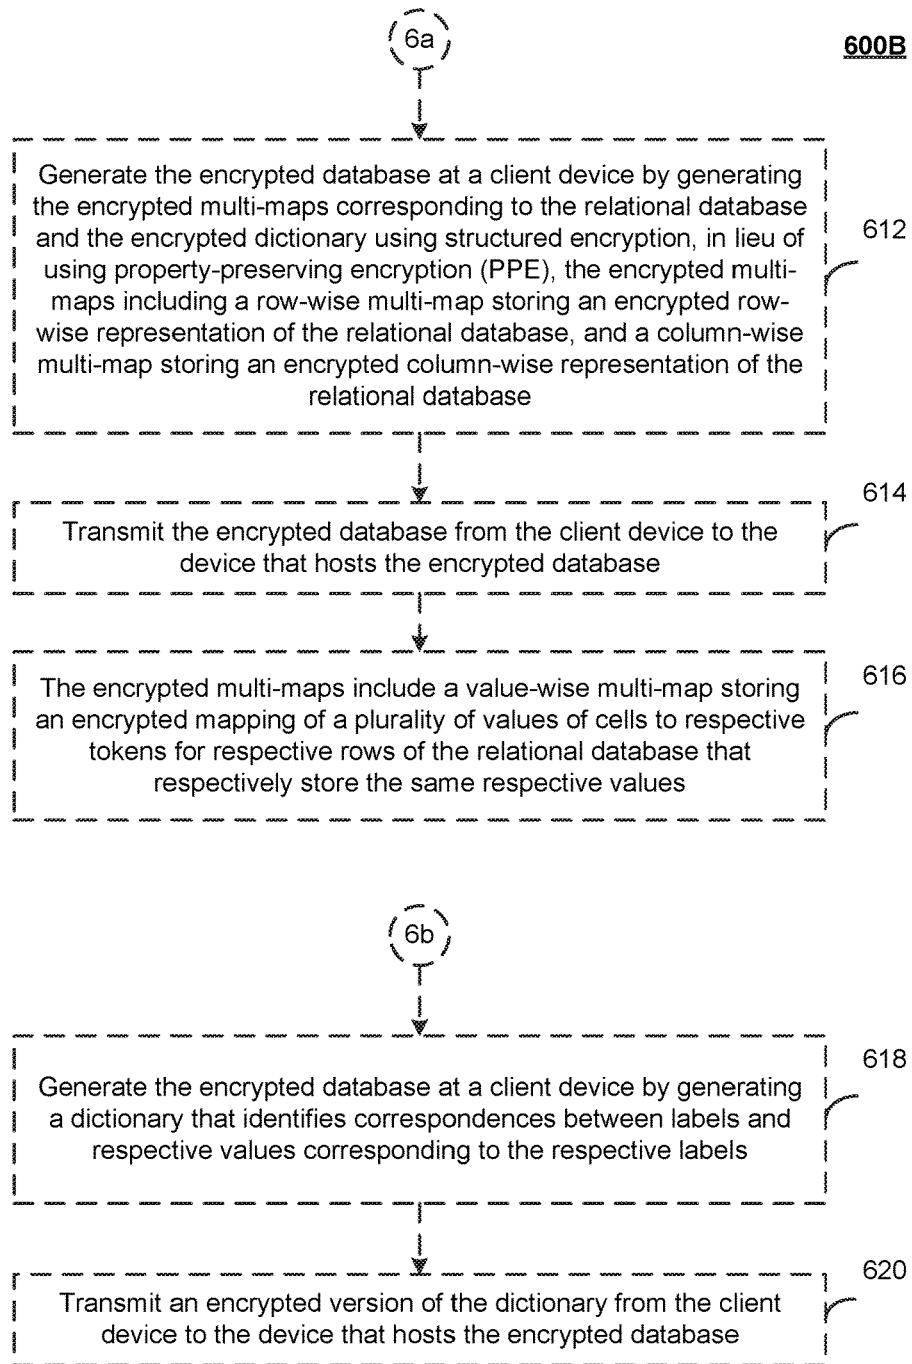 6a
600B
Generate the encrypted database at a client device by generating
the encrypted multi-maps corresponding to the relational database
and the encrypted dictionary using structured encryption, in lieu of
using property-preserving encryption (PPE), the encrypted multi-
maps including a row-wise multi-map storing an encrypted row-
wise representation of the relational database, and a column-wise
multi-map storing an encrypted column-wise representation of the
relational database
612
614
Transmit the encrypted database from the client device to the
device that hosts the encrypted database
616
The encrypted multi-maps include a value-wise multi-map storing
an encrypted mapping of a plurality of values of cells to respective
tokens for respective rows of the relational database that
respectively store the same respective values
6b
618
Generate the encrypted database at a client device by generating
a dictionary that identifies correspondences between labels and
respective values corresponding to the respective labels
620
Transmit an encrypted version of the dictionary from the client
device to the device that hosts the encrypted database